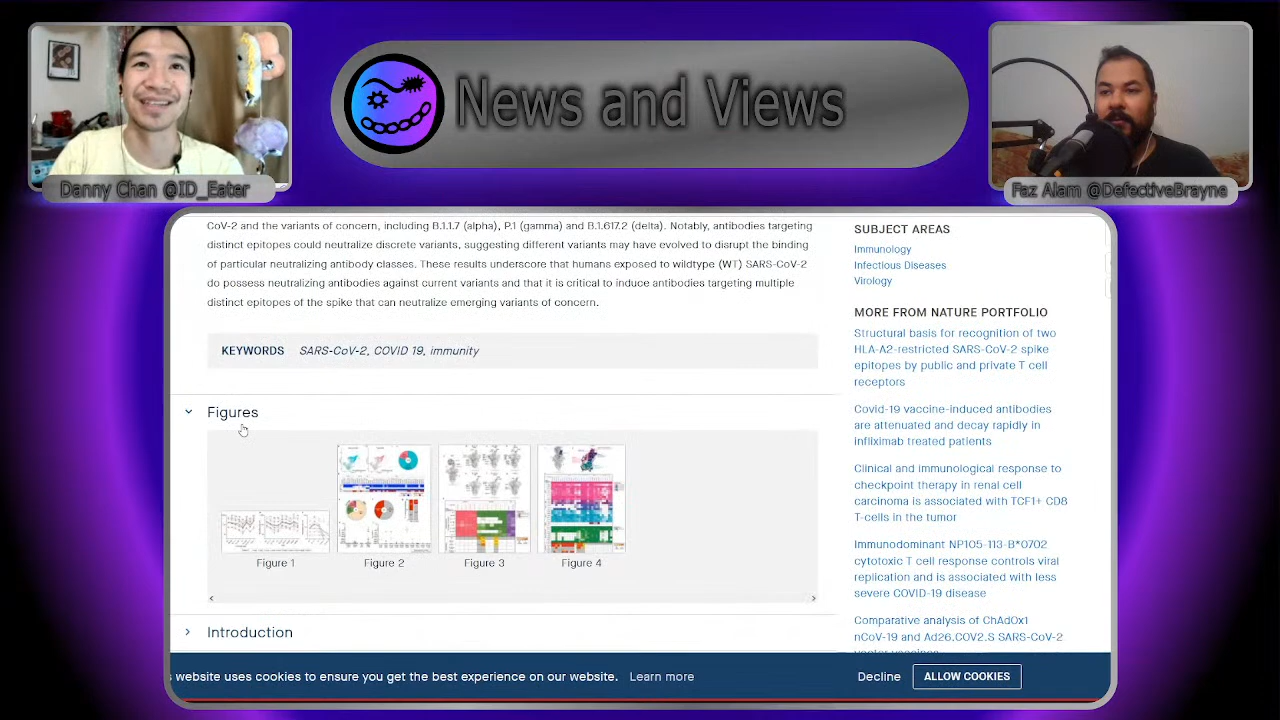 News and Views
Danny Chan @ID_Eater
Faz Alam @DefectiveBrayne
CoV-2 and the variants of concern, including B.1.1.7 (alpha), P.1 (gamma) and B.1.617.2 (delta). Notably, antibodies targeting
distinct epitopes could neutralize discrete variants, suggesting different variants may have evolved to disrupt the binding
of particular neutralizing antibody classes. These results underscore that humans exposed to wildtype (WT) SARS-CoV-2
do possess neutralizing antibodies against current variants and that it is critical to induce antibodies targeting multiple
distinct epitopes of the spike that can neutralize emerging variants of concern.
KEYWORDS SARS-CoV-2, COVID 19, immunity
Figures
Figure 1 Figure 2 Figure 3 Figure 4
Introduction
SUBJECT AREAS
Immunology
Infectious Diseases
Virology
MORE FROM NATURE PORTFOLIO
Structural basis for recognition of two
HLA-A2-restricted SARS-CoV-2 spike
epitopes by public and private T cell
receptors
Covid-19 vaccine-induced antibodies
are attenuated and decay rapidly in
infliximab treated patients
Clinical and immunological response to
checkpoint therapy in renal cell
carcinoma is associated with TCF1+ CD8
T-cells in the tumor
Immunodominant NP105-113-B*0702
cytotoxic T cell response controls viral
replication and is associated with less
severe COVID-19 disease
Comparative analysis of ChAdOx1
nCoV-19 and Ad26.COV2.S SARS-CoV-2
vector vaccines
website uses cookies to ensure you get the best experience on our website. Learn more
Decline ALLOW COOKIES